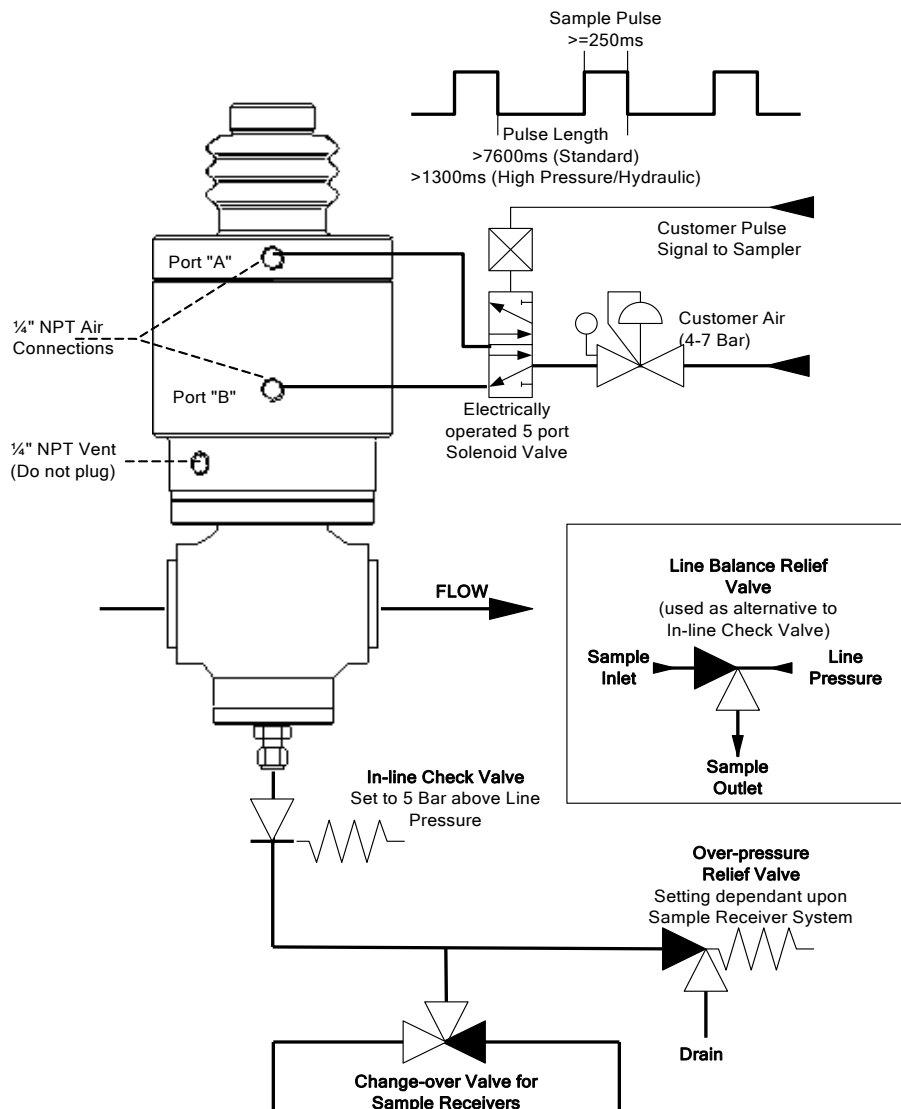 Sample Pulse
>=250ms
Pulse Length
>7600ms (Standard)
>1300ms (High Pressure/Hydraulic)
Customer Pulse
Signal to Sampler
Port "A"
¼" NPT Air
Connections
Customer Air
(4-7 Bar)
Port "B"
Electrically
operated 5 port
Solenoid Valve
¼" NPT Vent
(Do not plug)
FLOW
Line Balance Relief
Valve
(used as alternative to
In-line Check Valve)
Sample
Inlet
Line
Pressure
Sample
Outlet
In-line Check Valve
Set to 5 Bar above Line
Pressure
Over-pressure
Relief Valve
Setting dependant upon
Sample Receiver System
Drain
Change-over Valve for
Sample Receivers